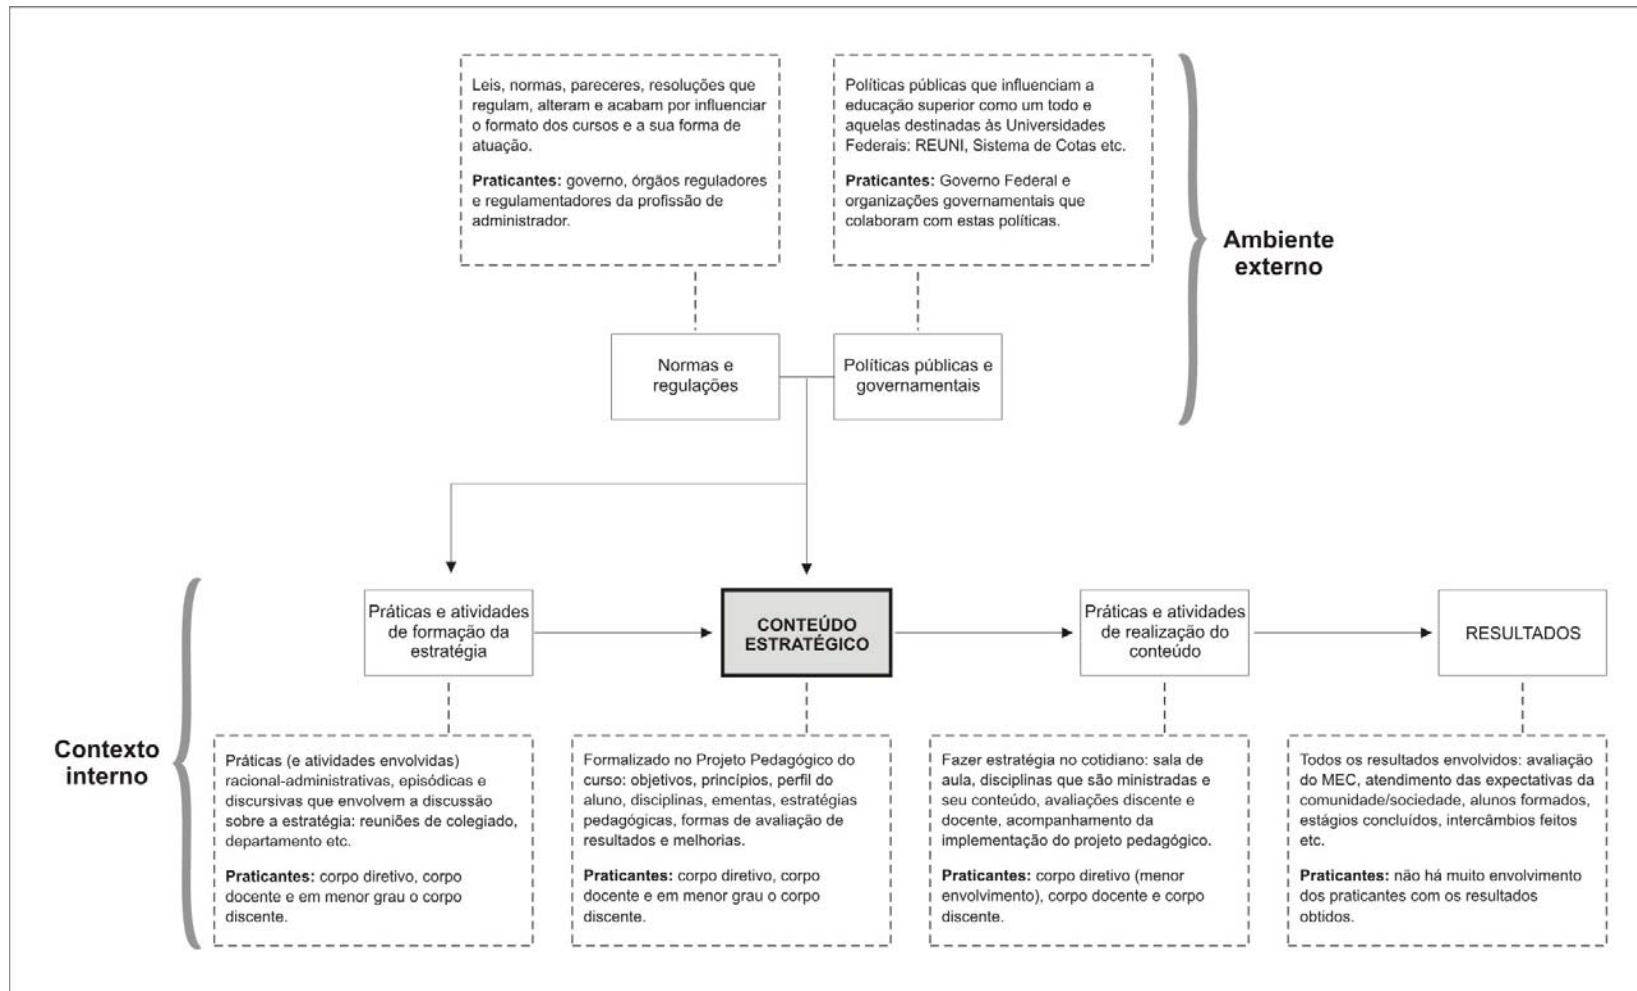 Leis, normas, pareceres, resoluções que
regulam, alteram e acabam por influenciar
o formato dos cursos e a sua forma de
atuação.
Praticantes: governo, órgãos reguladores
e regulamentadores da profissão de
administrador.
Políticas públicas que influenciam a
educação superior como um todo e
aquelas destinadas às Universidades
Federais: REUNI, Sistema de Cotas etc.
Praticantes: Governo Federal e
organizações governamentais que
colaboram com estas políticas.
Ambiente
externo
Normas e
regulações
Políticas públicas e
governamentais
Práticas e atividades
de formação da
estratégia
CONTEÚDO
ESTRATÉGICO
Práticas e atividades
de realização do
conteúdo
RESULTADOS
Contexto
interno
Práticas (e atividades envolvidas)
racional-administrativas, episódicas e
discursivas que envolvem a discussão
sobre a estratégia: reuniões de colegiado,
departamento etc.
Praticantes: corpo diretivo, corpo
docente e em menor grau o corpo
discente.
Formalizado no Projeto Pedagógico do
curso: objetivos, princípios, perfil do
aluno, disciplinas, ementas, estratégias
pedagógicas, formas de avaliação de
resultados e melhorias.
Praticantes: corpo diretivo, corpo
docente e em menor grau o corpo
discente.
Fazer estratégia no cotidiano: sala de
aula, disciplinas que são ministradas e
seu conteúdo, avaliações discente e
docente, acompanhamento da
implementação do projeto pedagógico.
Praticantes: corpo diretivo (menor
envolvimento), corpo docente e corpo
discente.
Todos os resultados envolvidos: avaliação
do MEC, atendimento das expectativas da
comunidade/sociedade, alunos formados,
estágios concluídos, intercâmbios feitos
etc.
Praticantes: não há muito envolvimento
dos praticantes com os resultados
obtidos.